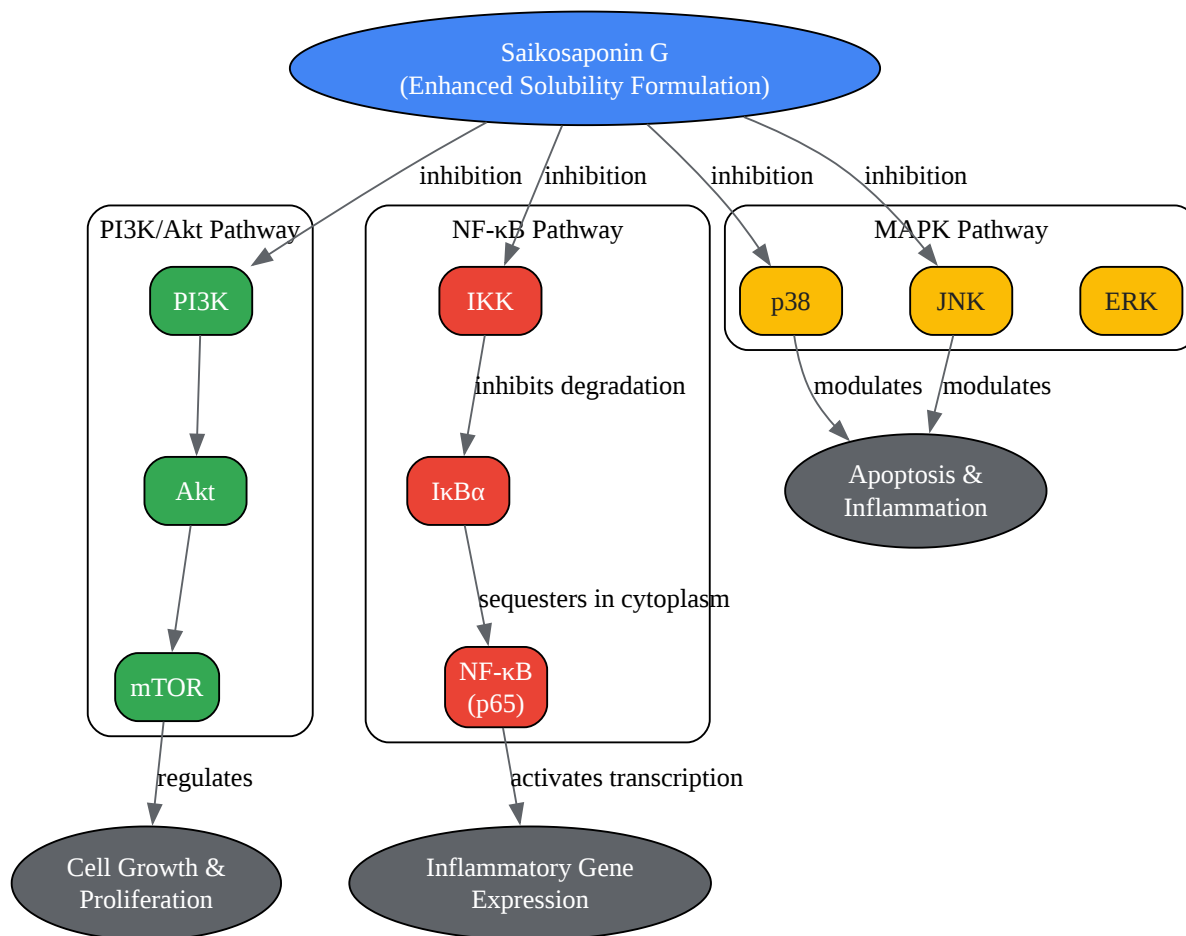 Saikosaponin G
(Enhanced Solubility Formulation)
inhibition
inhibition
inhibition
inhibition
PI3K/Akt Pathway
NF-κB Pathway
MAPK Pathway
PI3K
IKK
p38
JNK
ERK
inhibits degradation
modulates
modulates
Akt
IκBα
Apoptosis &
Inflammation
sequesters in cytoplasm
mTOR
NF-κB
(p65)
regulates
activates transcription
Cell Growth &
Proliferation
Inflammatory Gene
Expression